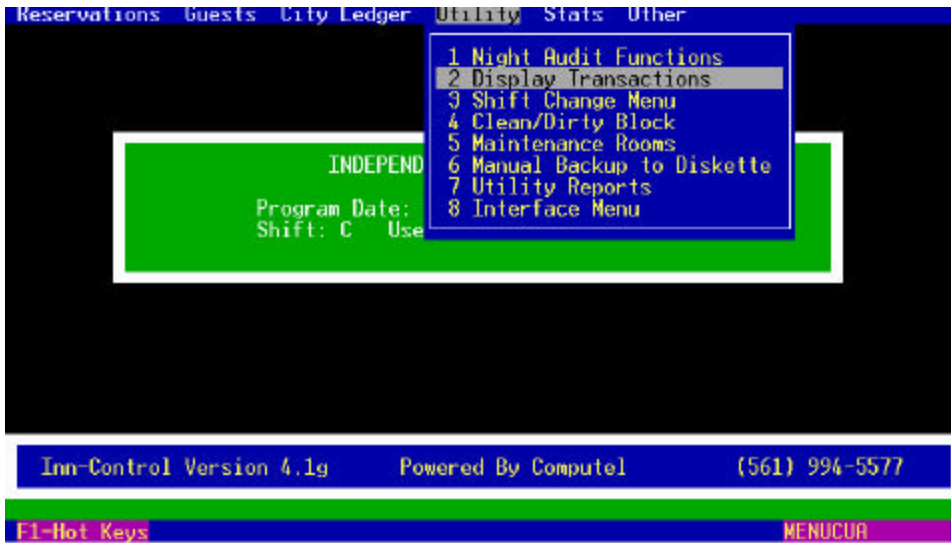 Reservations Guests City Ledger Utility Stats Other
1 Night Audit Functions
2 Display Transactions
3 Shift Change Menu
4 Clean/Dirty Block
5 Maintenance Rooms
6 Manual Backup to Diskette
7 Utility Reports
8 Interface Menu
INDEPEND
Program Date:
Shift: C Use
Inn-Control Version 4.1g Powered By Computel (561) 994-5577
F1-Hot Keys MENUCUA